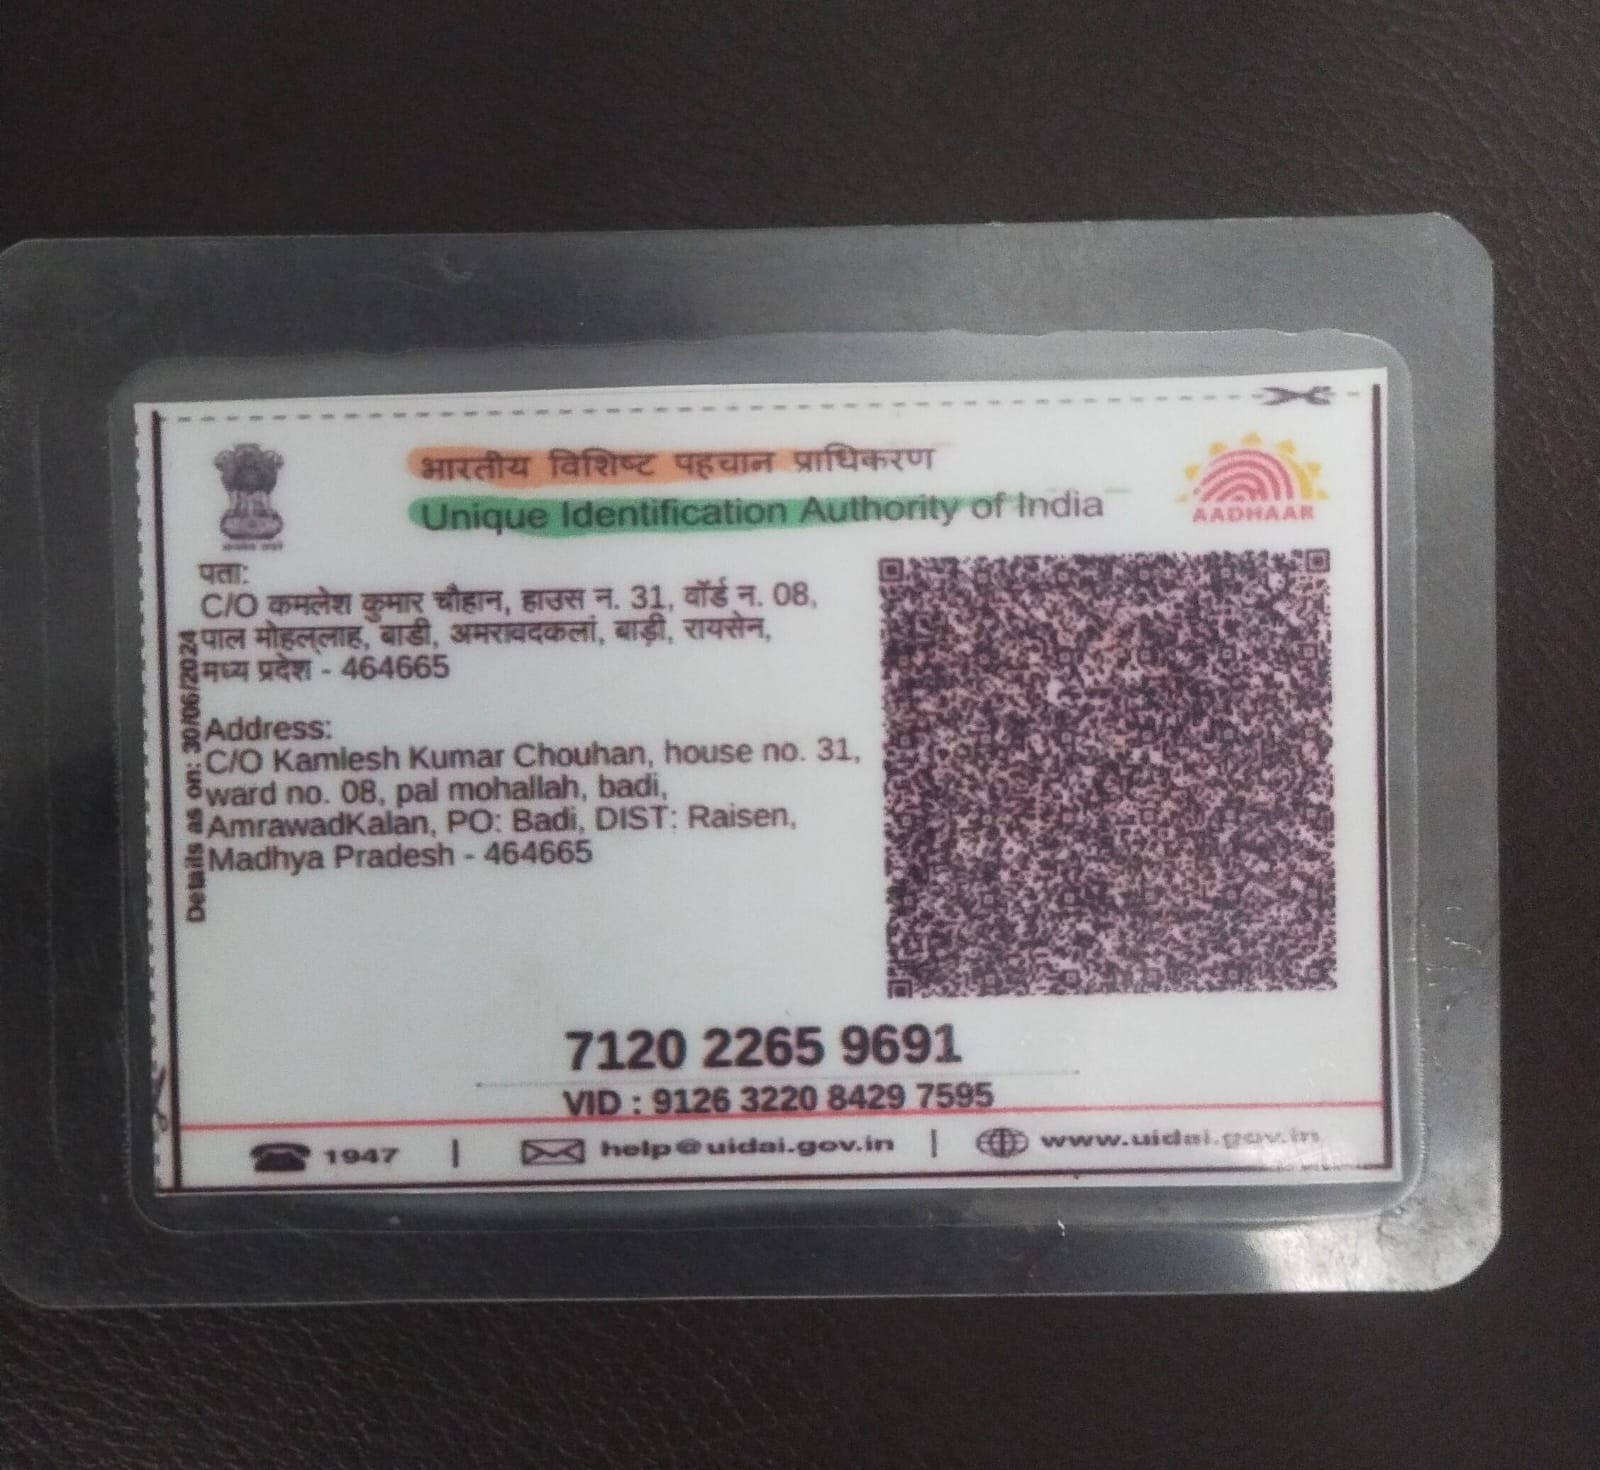 भारतीय विशिष्ट पहचान प्राधिकरण
Unique Identification Authority of India
AADHAAR
पता:
C/O कमलेश कुमार चौहान, हाउस न. 31, वॉर्ड न. 08,
पाल मोहल्लाह, बाडी, अमरावदकलां, बाड़ी, रायसेन,
मध्य प्रदेश - 464665
Address:
C/O Kamlesh Kumar Chouhan, house no. 31,
ward no. 08, pal mohallah, badi,
AmrawadKalan, PO: Badi, DIST: Raisen,
Madhya Pradesh - 464665
Details as on: 30/06/2024
7120 2265 9691
VID : 9126 3220 8429 7595
1947 | help@uidai.gov.in | www.uidai.gov.in